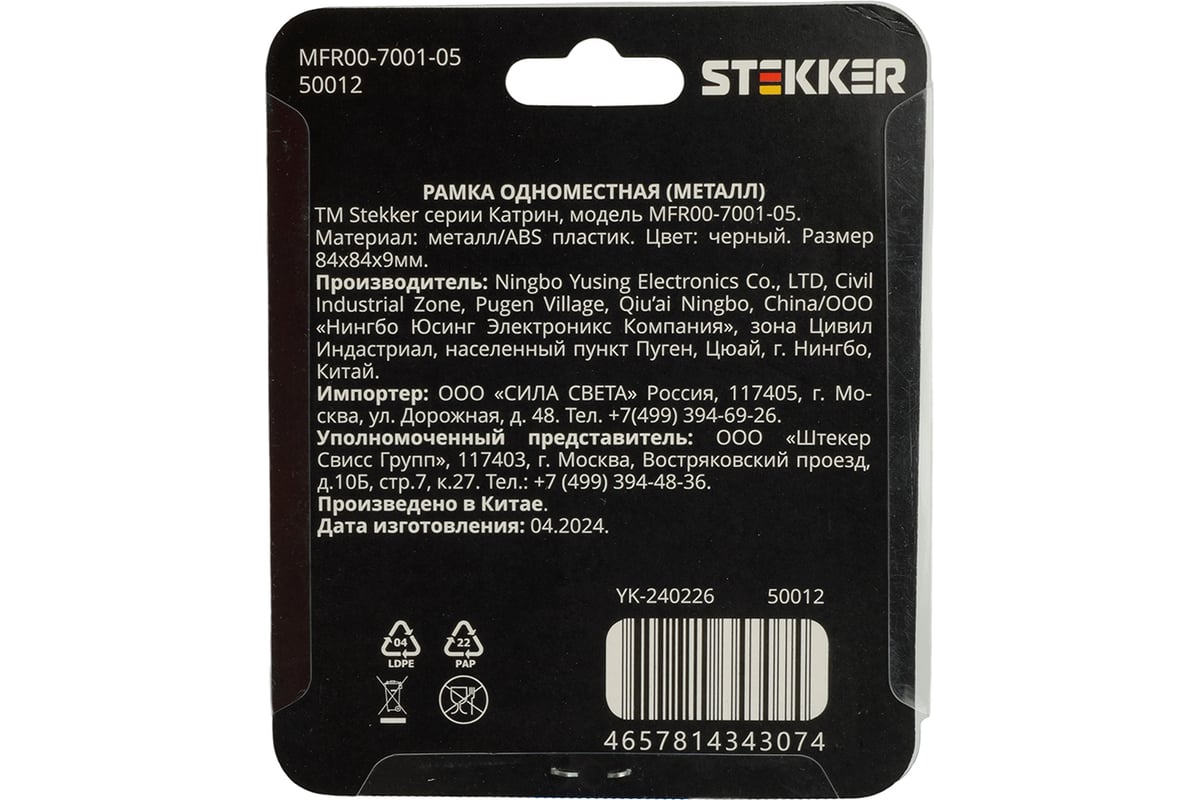 MFR00-7001-05
50012
STEKKER
РАМКА ОДНОМЕСТНАЯ (МЕТАЛЛ)
TM Stekker серии Катрин, модель MFR00-7001-05.
Материал: металл/ABS пластик. Цвет: черный. Размер
84х84х9мм.
Производитель: Ningbo Yusing Electronics Co., LTD, Civil
Industrial Zone, Pugen Village, Qiu’ai Ningbo, China/ООО
«Нингбо Юсинг Электроникс Компания», зона Цивил
Индастриал, населенный пункт Пуген, Цюай, г. Нингбо,
Китай.
Импортер: ООО «СИЛА СВЕТА» Россия, 117405, г. Мо-
сква, ул. Дорожная, д. 48. Тел. +7(499) 394-69-26.
Уполномоченный представитель: ООО «Штекер
Свисс Групп», 117403, г. Москва, Востряковский проезд,
д.10Б, стр.7, к.27. Тел.: +7 (499) 394-48-36.
Произведено в Китае.
Дата изготовления: 04.2024.
YK-240226 50012
04 22
LDPE PAP
4657814343074